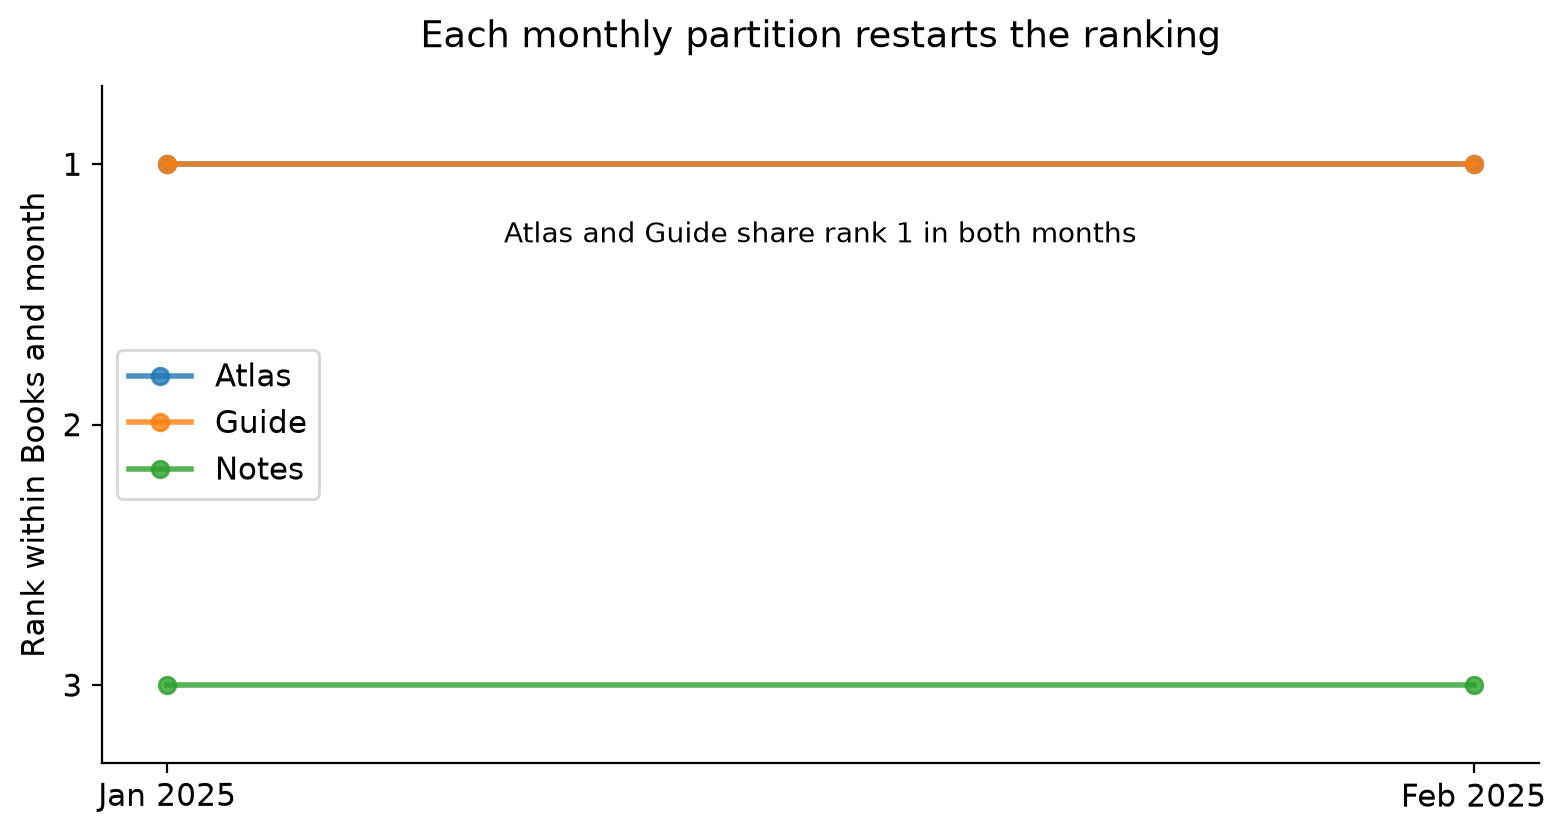 Each monthly partition restarts the ranking
Rank within Books and month
1
Atlas and Guide share rank 1 in both months
Atlas
2
Guide
Notes
3
Jan 2025
Feb 2025